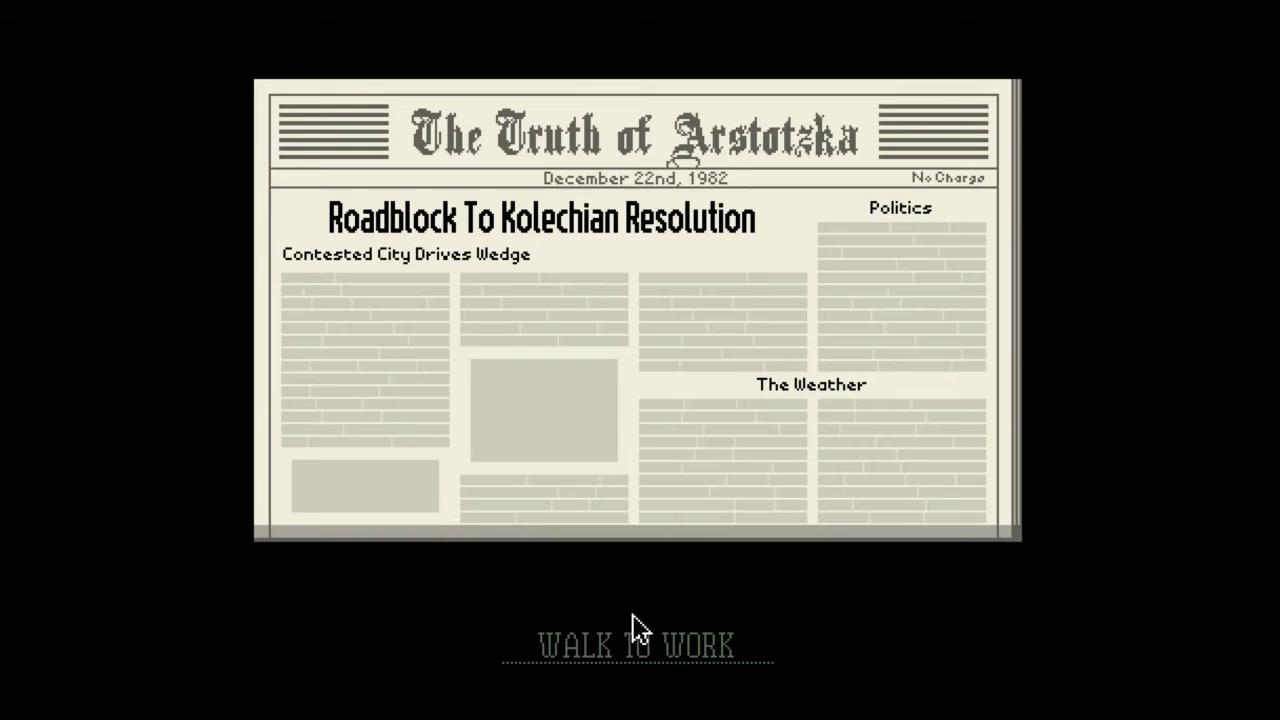 The Truth of Arstotzka
December 22nd, 1982
No Charge
Roadblock To Kolechian Resolution
Contested City Drives Wedge
Politics
The Weather
WALK TO WORK